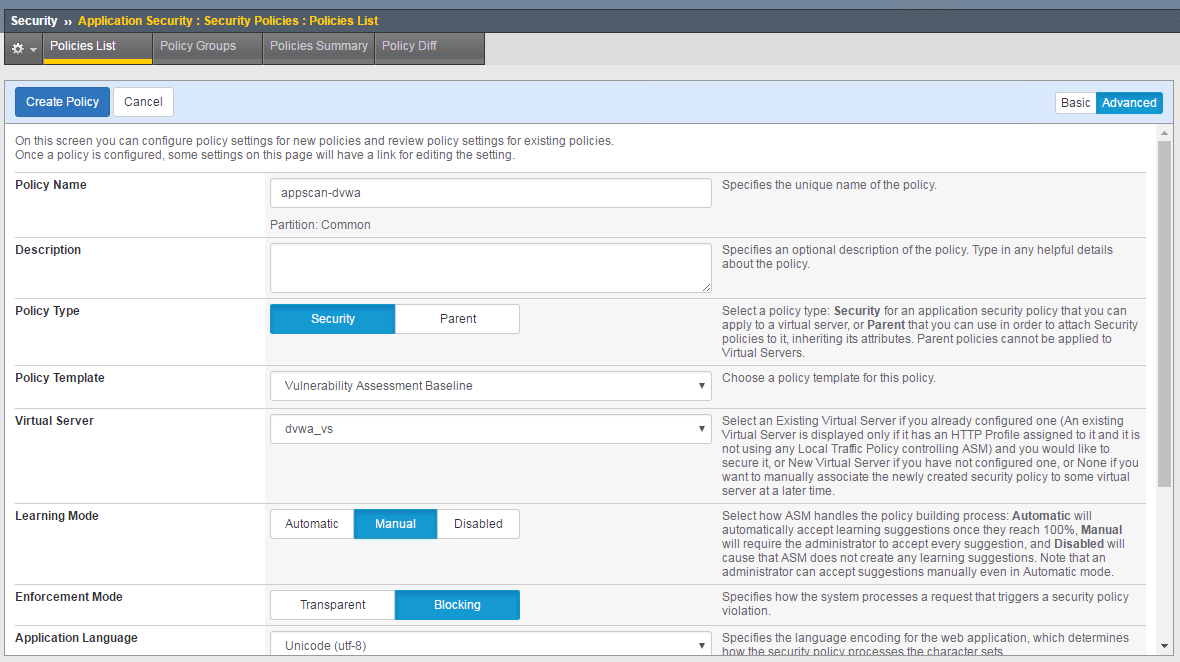 Security ›› Application Security : Security Policies : Policies List
Policies List Policy Groups Policies Summary Policy Diff
Create Policy Cancel Basic Advanced
On this screen you can configure policy settings for new policies and review policy settings for existing policies.
Once a policy is configured, some settings on this page will have a link for editing the setting.
Policy Name
appscan-dvwa
Partition: Common
Specifies the unique name of the policy.
Description
Specifies an optional description of the policy. Type in any helpful details
about the policy.
Policy Type
Security Parent
Select a policy type: Security for an application security policy that you can
apply to a virtual server, or Parent that you can use in order to attach Security
policies to it, inheriting its attributes. Parent policies cannot be applied to
Virtual Servers.
Policy Template
Vulnerability Assessment Baseline
Choose a policy template for this policy.
Virtual Server
dvwa_vs
Select an Existing Virtual Server if you already configured one (An existing
Virtual Server is displayed only if it has an HTTP Profile assigned to it and it is
not using any Local Traffic Policy controlling ASM) and you would like to
secure it, or New Virtual Server if you have not configured one, or None if you
want to manually associate the newly created security policy to some virtual
server at a later time.
Learning Mode
Automatic Manual Disabled
Select how ASM handles the policy building process: Automatic will
automatically accept learning suggestions once they reach 100%, Manual
will require the administrator to accept every suggestion, and Disabled will
cause that ASM does not create any learning suggestions. Note that an
administrator can accept suggestions manually even in Automatic mode.
Enforcement Mode
Transparent Blocking
Specifies how the system processes a request that triggers a security policy
violation.
Application Language
Unicode (utf-8)
Specifies the language encoding for the web application, which determines
how the security policy processes the character sets